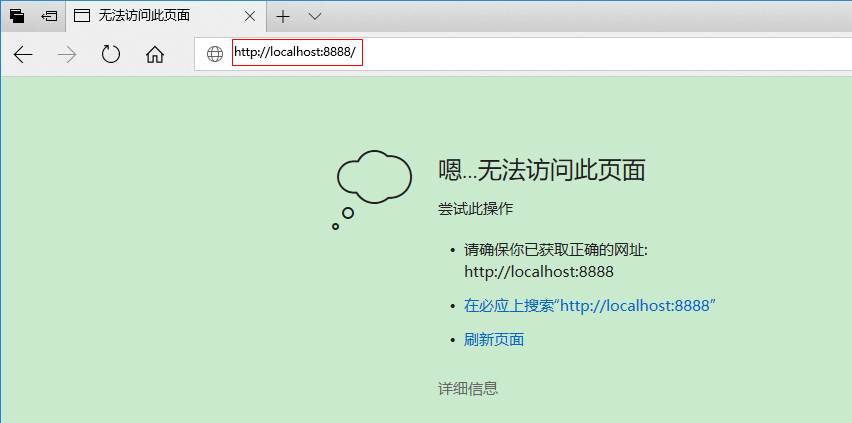 无法访问此页面
http://localhost:8888/
嗯...无法访问此页面
尝试此操作
• 请确保你已获取正确的网址:
http://localhost:8888
• 在必应上搜索“http://localhost:8888”
• 刷新页面
详细信息